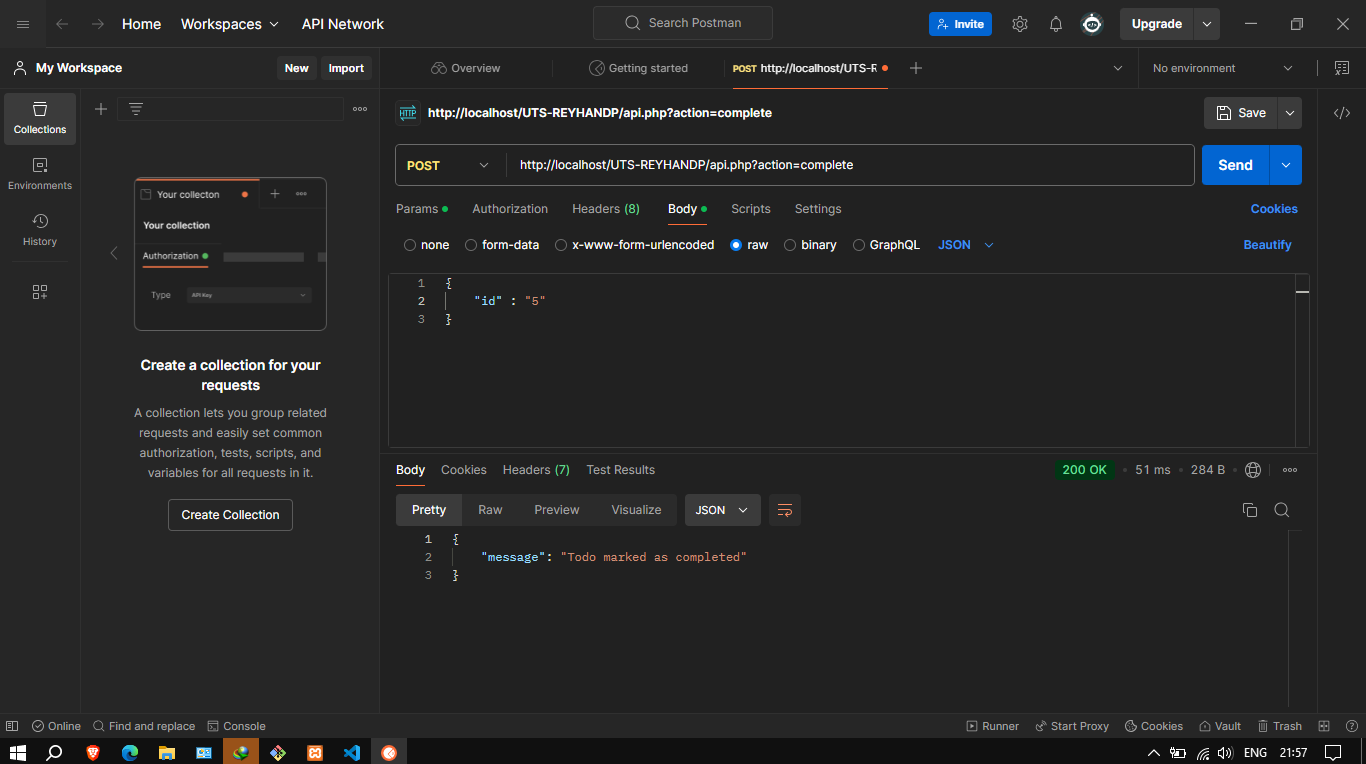 Home Workspaces API Network Search Postman Invite Upgrade
My Workspace New Import Overview Getting started POST http://localhost/UTS-R No environment
Collections
Environments
History
Your collecton
Your collection
Authorization
Type API Key
Create a collection for your
requests
A collection lets you group related
requests and easily set common
authorization, tests, scripts, and
variables for all requests in it.
Create Collection
HTTP http://localhost/UTS-REYHANDP/api.php?action=complete Save
POST http://localhost/UTS-REYHANDP/api.php?action=complete Send
Params Authorization Headers (8) Body Scripts Settings Cookies
none form-data x-www-form-urlencoded raw binary GraphQL JSON Beautify
1 {
2 "id" : "5"
3 }
Body Cookies Headers (7) Test Results 200 OK 51 ms 284 B
Pretty Raw Preview Visualize JSON
1 {
2 "message": "Todo marked as completed"
3 }
Online Find and replace Console Runner Start Proxy Cookies Vault Trash
ENG 21:57